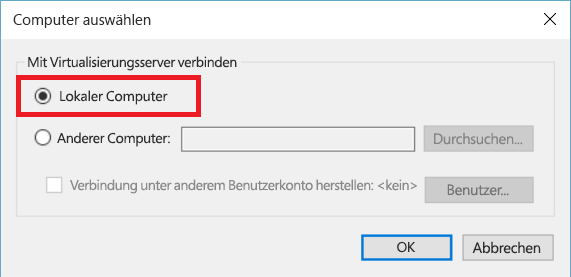 Computer auswählen
Mit Virtualisierungsserver verbinden
Lokaler Computer
Anderer Computer:
Durchsuchen...
Verbindung unter anderem Benutzerkonto herstellen: <kein>
Benutzer...
OK
Abbrechen